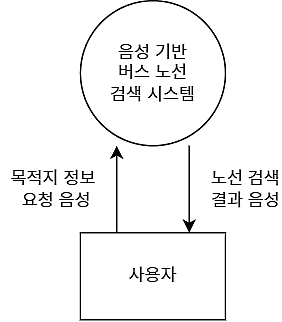 음성 기반
버스 노선
검색 시스템
목적지 정보
요청 음성
노선 검색
결과 음성
사용자